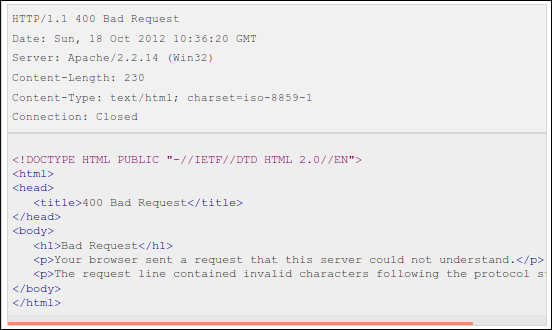 HTTP/1.1 400 Bad Request
Date: Sun, 18 Oct 2012 10:36:20 GMT
Server: Apache/2.2.14 (Win32)
Content-Length: 230
Content-Type: text/html; charset=iso-8859-1
Connection: Closed
<!DOCTYPE HTML PUBLIC "-//IETF//DTD HTML 2.0//EN">
<html>
<head>
<title>400 Bad Request</title>
</head>
<body>
<h1>Bad Request</h1>
<p>Your browser sent a request that this server could not understand.</p>
<p>The request line contained invalid characters following the protocol
</body>
</html>